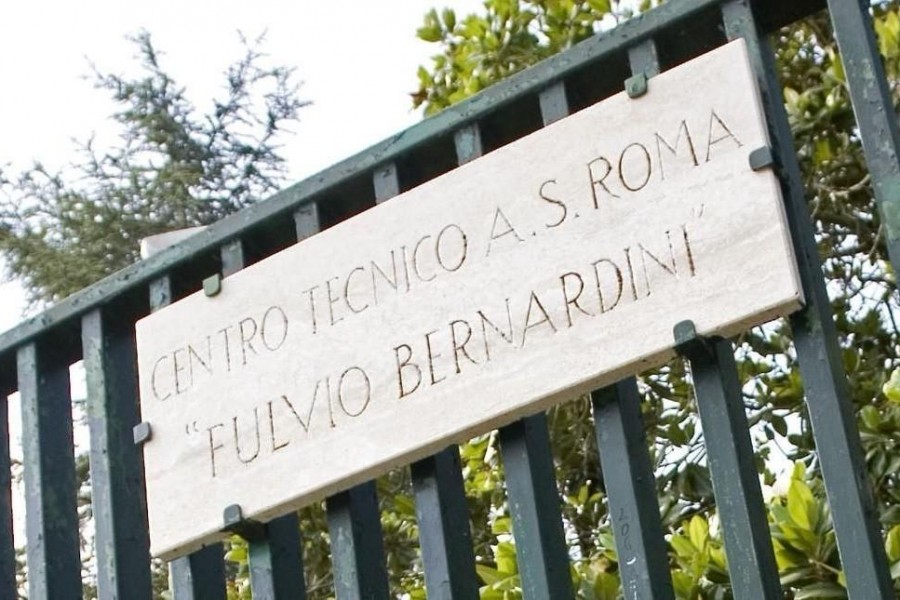 CENTRO TECNICO A.S. ROMA
"FULVIO BERNARDINI"